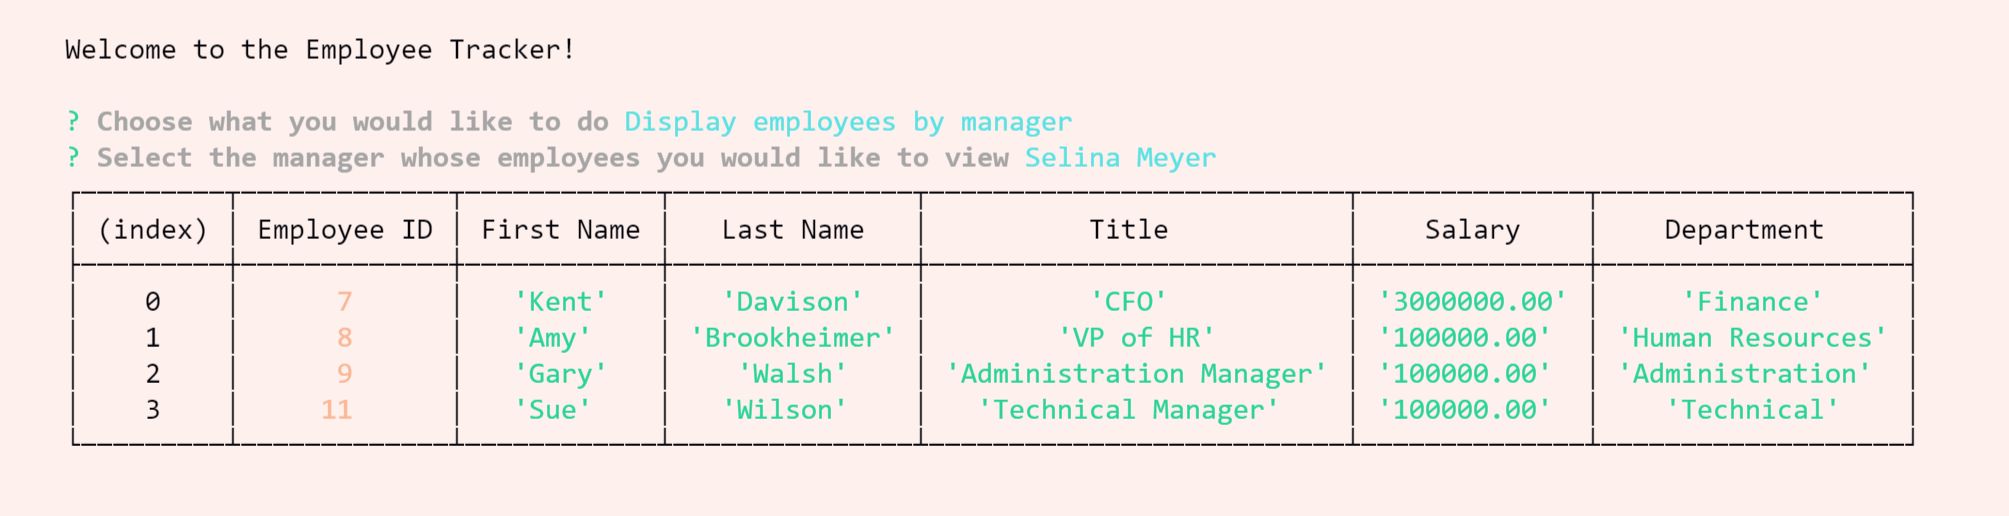 Welcome to the Employee Tracker!
? Choose what you would like to do Display employees by manager
? Select the manager whose employees you would like to view Selina Meyer
(index) Employee ID First Name Last Name Title Salary Department
0 7 'Kent' 'Davison' 'CFO' '3000000.00' 'Finance'
1 8 'Amy' 'Brookheimer' 'VP of HR' '100000.00' 'Human Resources'
2 9 'Gary' 'Walsh' 'Administration Manager' '100000.00' 'Administration'
3 11 'Sue' 'Wilson' 'Technical Manager' '100000.00' 'Technical'